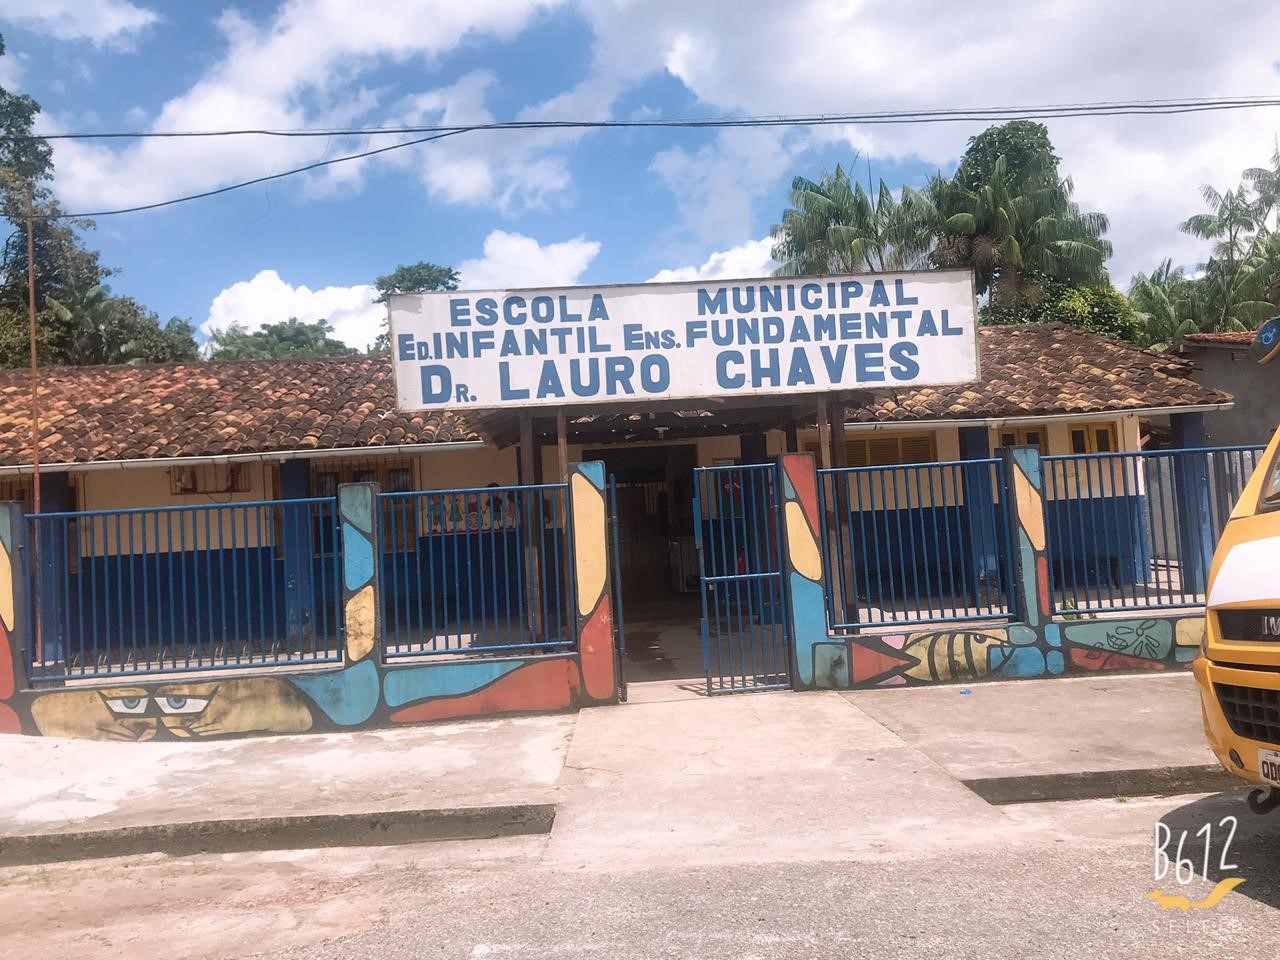 ESCOLA MUNICIPAL
ED. INFANTIL ENS. FUNDAMENTAL
DR. LAURO CHAVES
B612